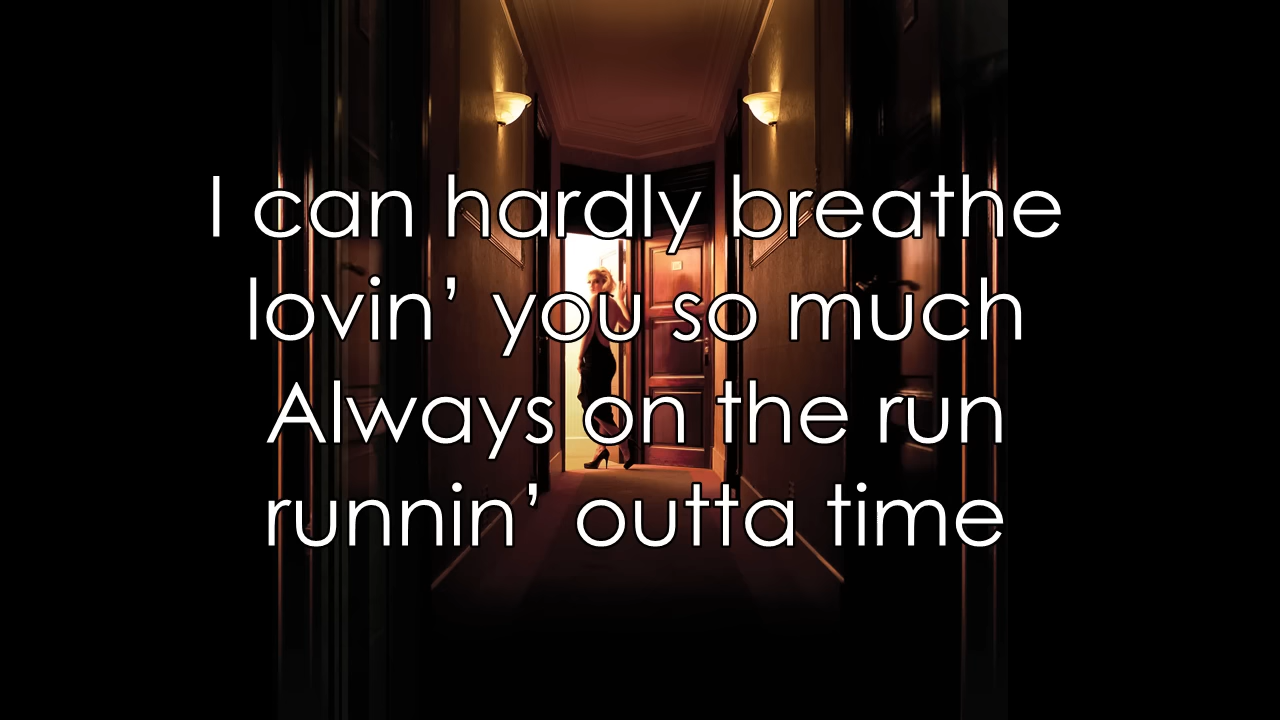 I can hardly breathe
lovin’ you so much
Always on the run
runnin’ outta time